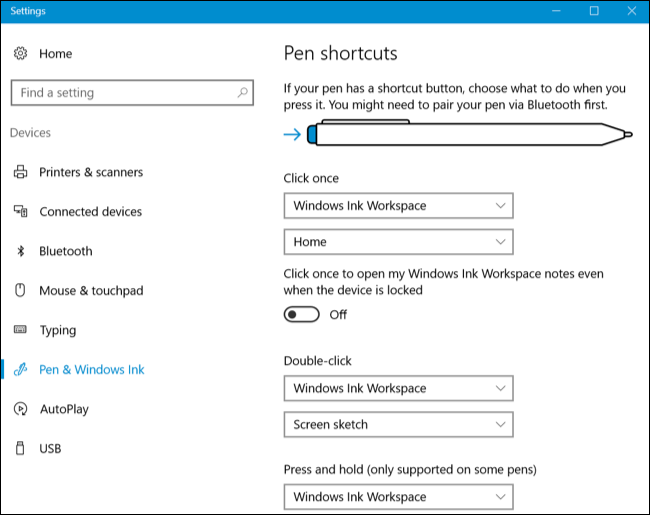 Settings
Home
Find a setting
Devices
Printers & scanners
Connected devices
Bluetooth
Mouse & touchpad
Typing
Pen & Windows Ink
AutoPlay
USB
Pen shortcuts
If your pen has a shortcut button, choose what to do when you
press it. You might need to pair your pen via Bluetooth first.
Click once
Windows Ink Workspace
Home
Click once to open my Windows Ink Workspace notes even
when the device is locked
Off
Double-click
Windows Ink Workspace
Screen sketch
Press and hold (only supported on some pens)
Windows Ink Workspace